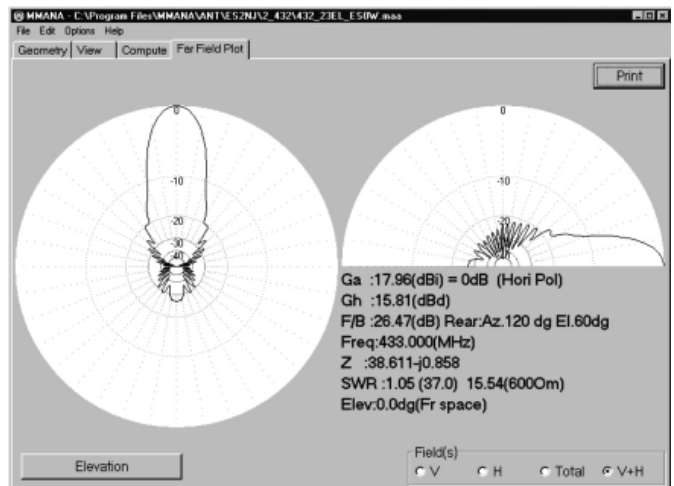 MMANA - C:\Program Files\MMANA\ANT\ES2NJ\2_432\432_23EL_ES0W.maa
File Edit Options Help
Geometry View Compute Far Field Plot
Print
0
-10
-20
-30
-40
0
-10
-20
Ga :17.96(dBi) = 0dB (Hori Pol)
Gh :15.81(dBd)
F/B :26.47(dB) Rear:Az.120 dg El.60dg
Freq:433.000(MHz)
Z :38.611-j0.858
SWR :1.05 (37.0) 15.54(600Om)
Elev:0.0dg(Fr space)
Elevation
Field(s)
V H Total V+H